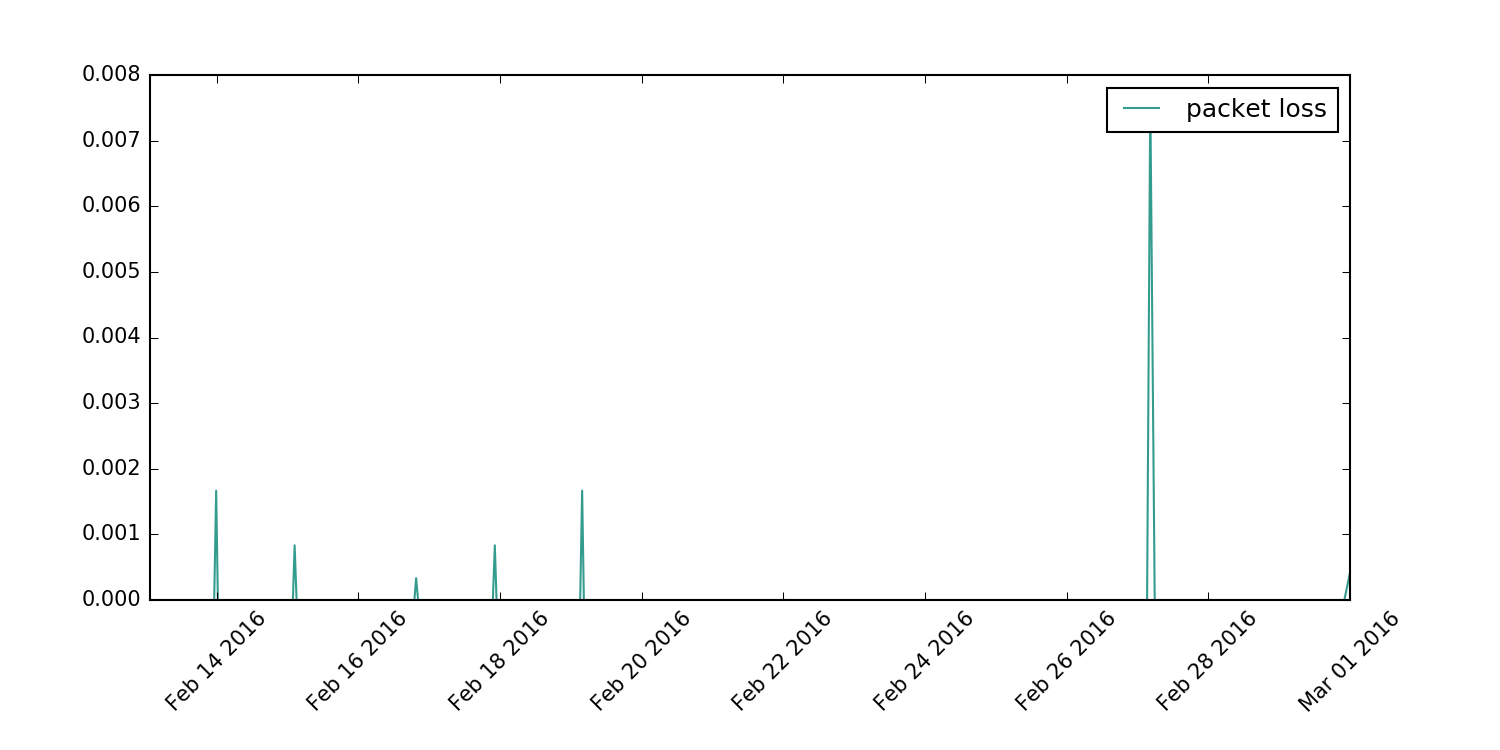 0.008
packet loss
0.007
0.006
0.005
0.004
0.003
0.002
0.001
0.000
Feb 14 2016
Feb 16 2016
Feb 18 2016
Feb 20 2016
Feb 22 2016
Feb 24 2016
Feb 26 2016
Feb 28 2016
Mar 01 2016